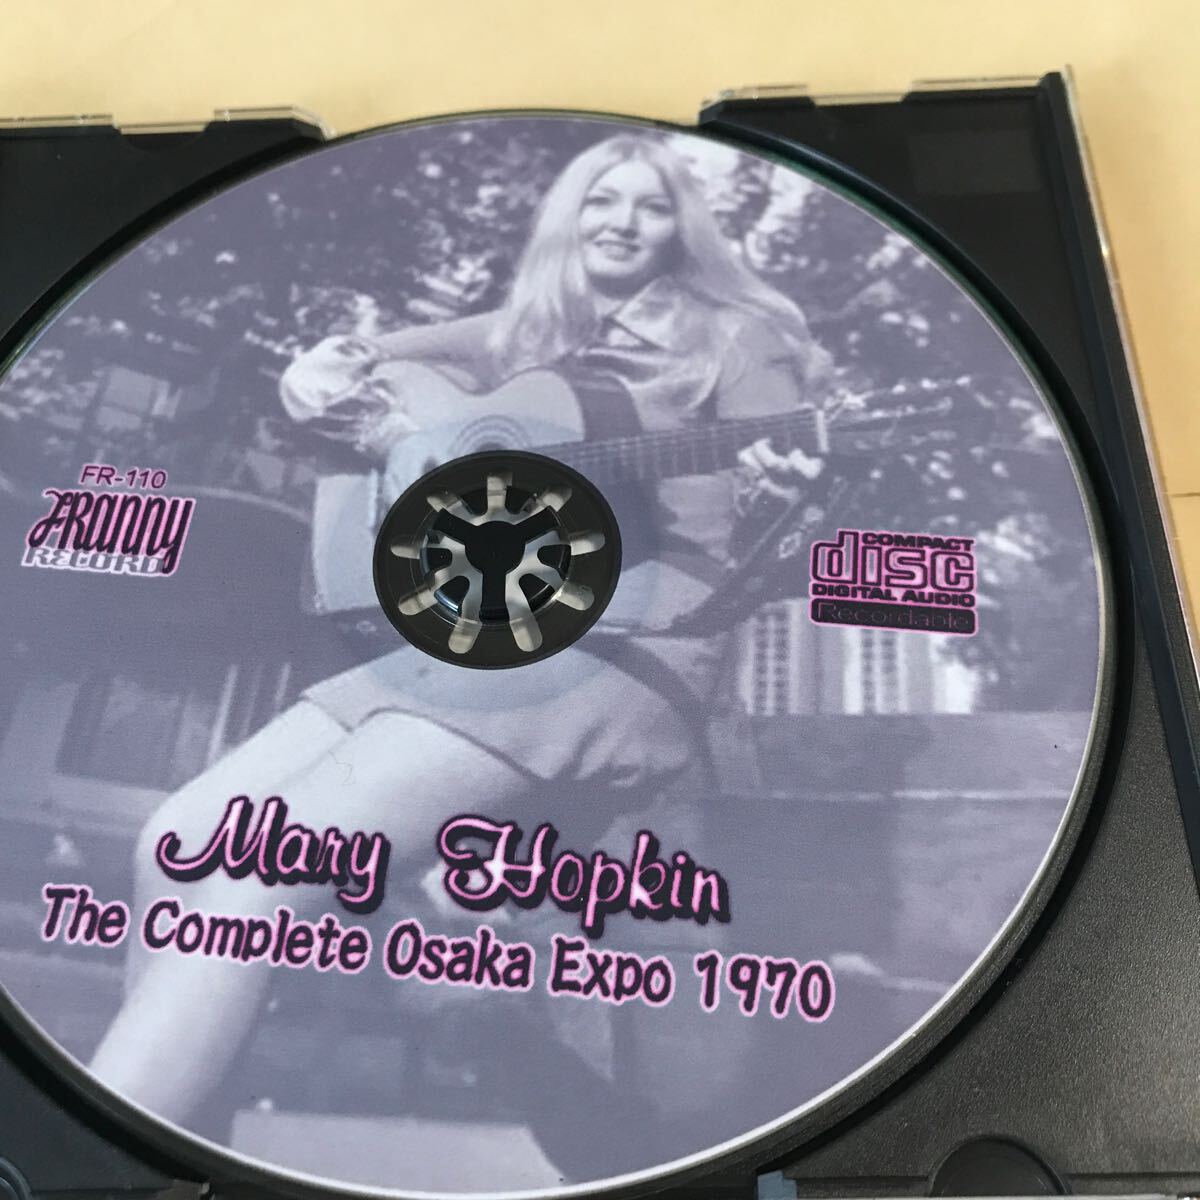 FR-110
FRANNY
RECORD
COMPACT
disc
DIGITAL AUDIO
Recordable
Mary Hopkin
The Complete Osaka Expo 1970